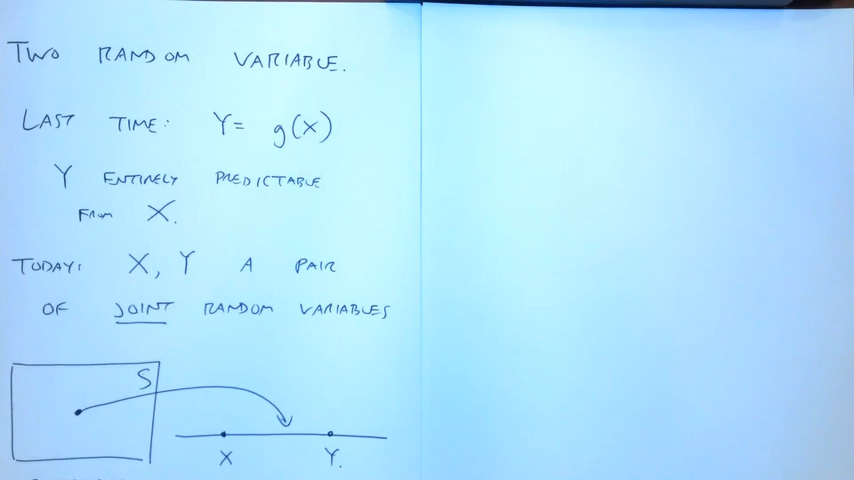 TWO RANDOM VARIABLE.
LAST TIME: Y= g(X)
Y ENTIRELY PREDICTABLE
FROM X.
TODAY: X, Y A PAIR
OF JOINT RANDOM VARIABLES
S
X Y.